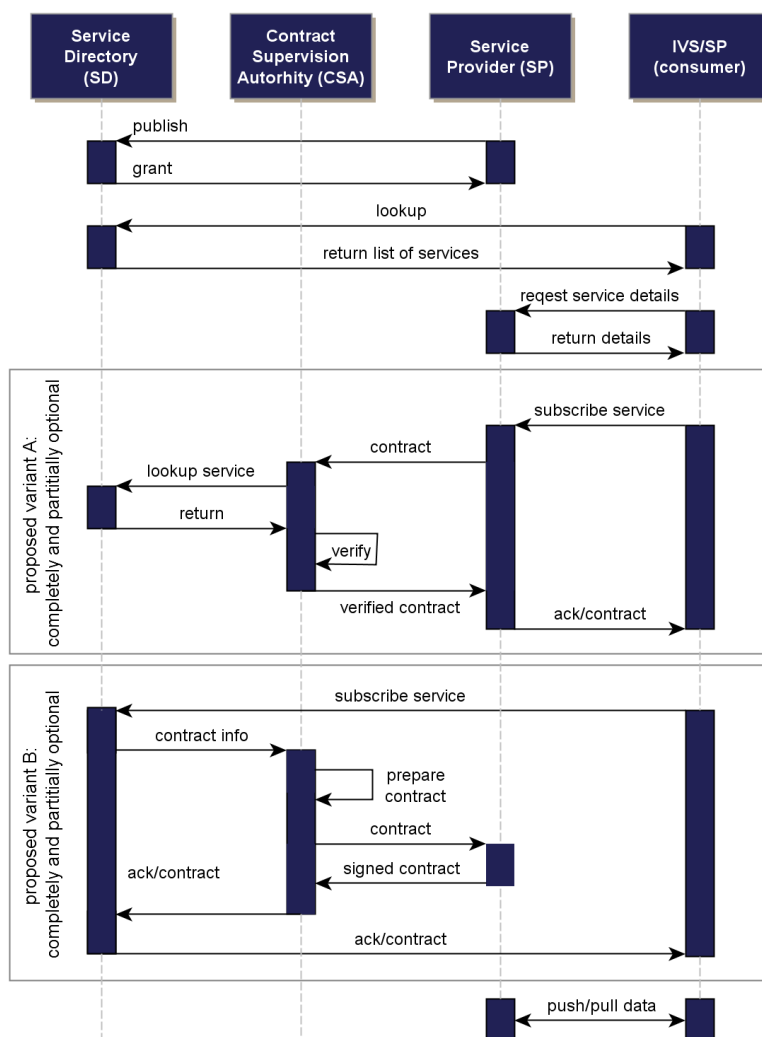 Service
Directory
(SD)
Contract
Supervision
Autorhity (CSA)
Service
Provider (SP)
IVS/SP
(consumer)
publish
grant
lookup
return list of services
reqest service details
return details
proposed variant A:
completely and partitially optional
subscribe service
contract
lookup service
return
verify
verified contract
ack/contract
proposed variant B:
completely and partitially optional
subscribe service
contract info
prepare
contract
contract
signed contract
ack/contract
ack/contract
push/pull data